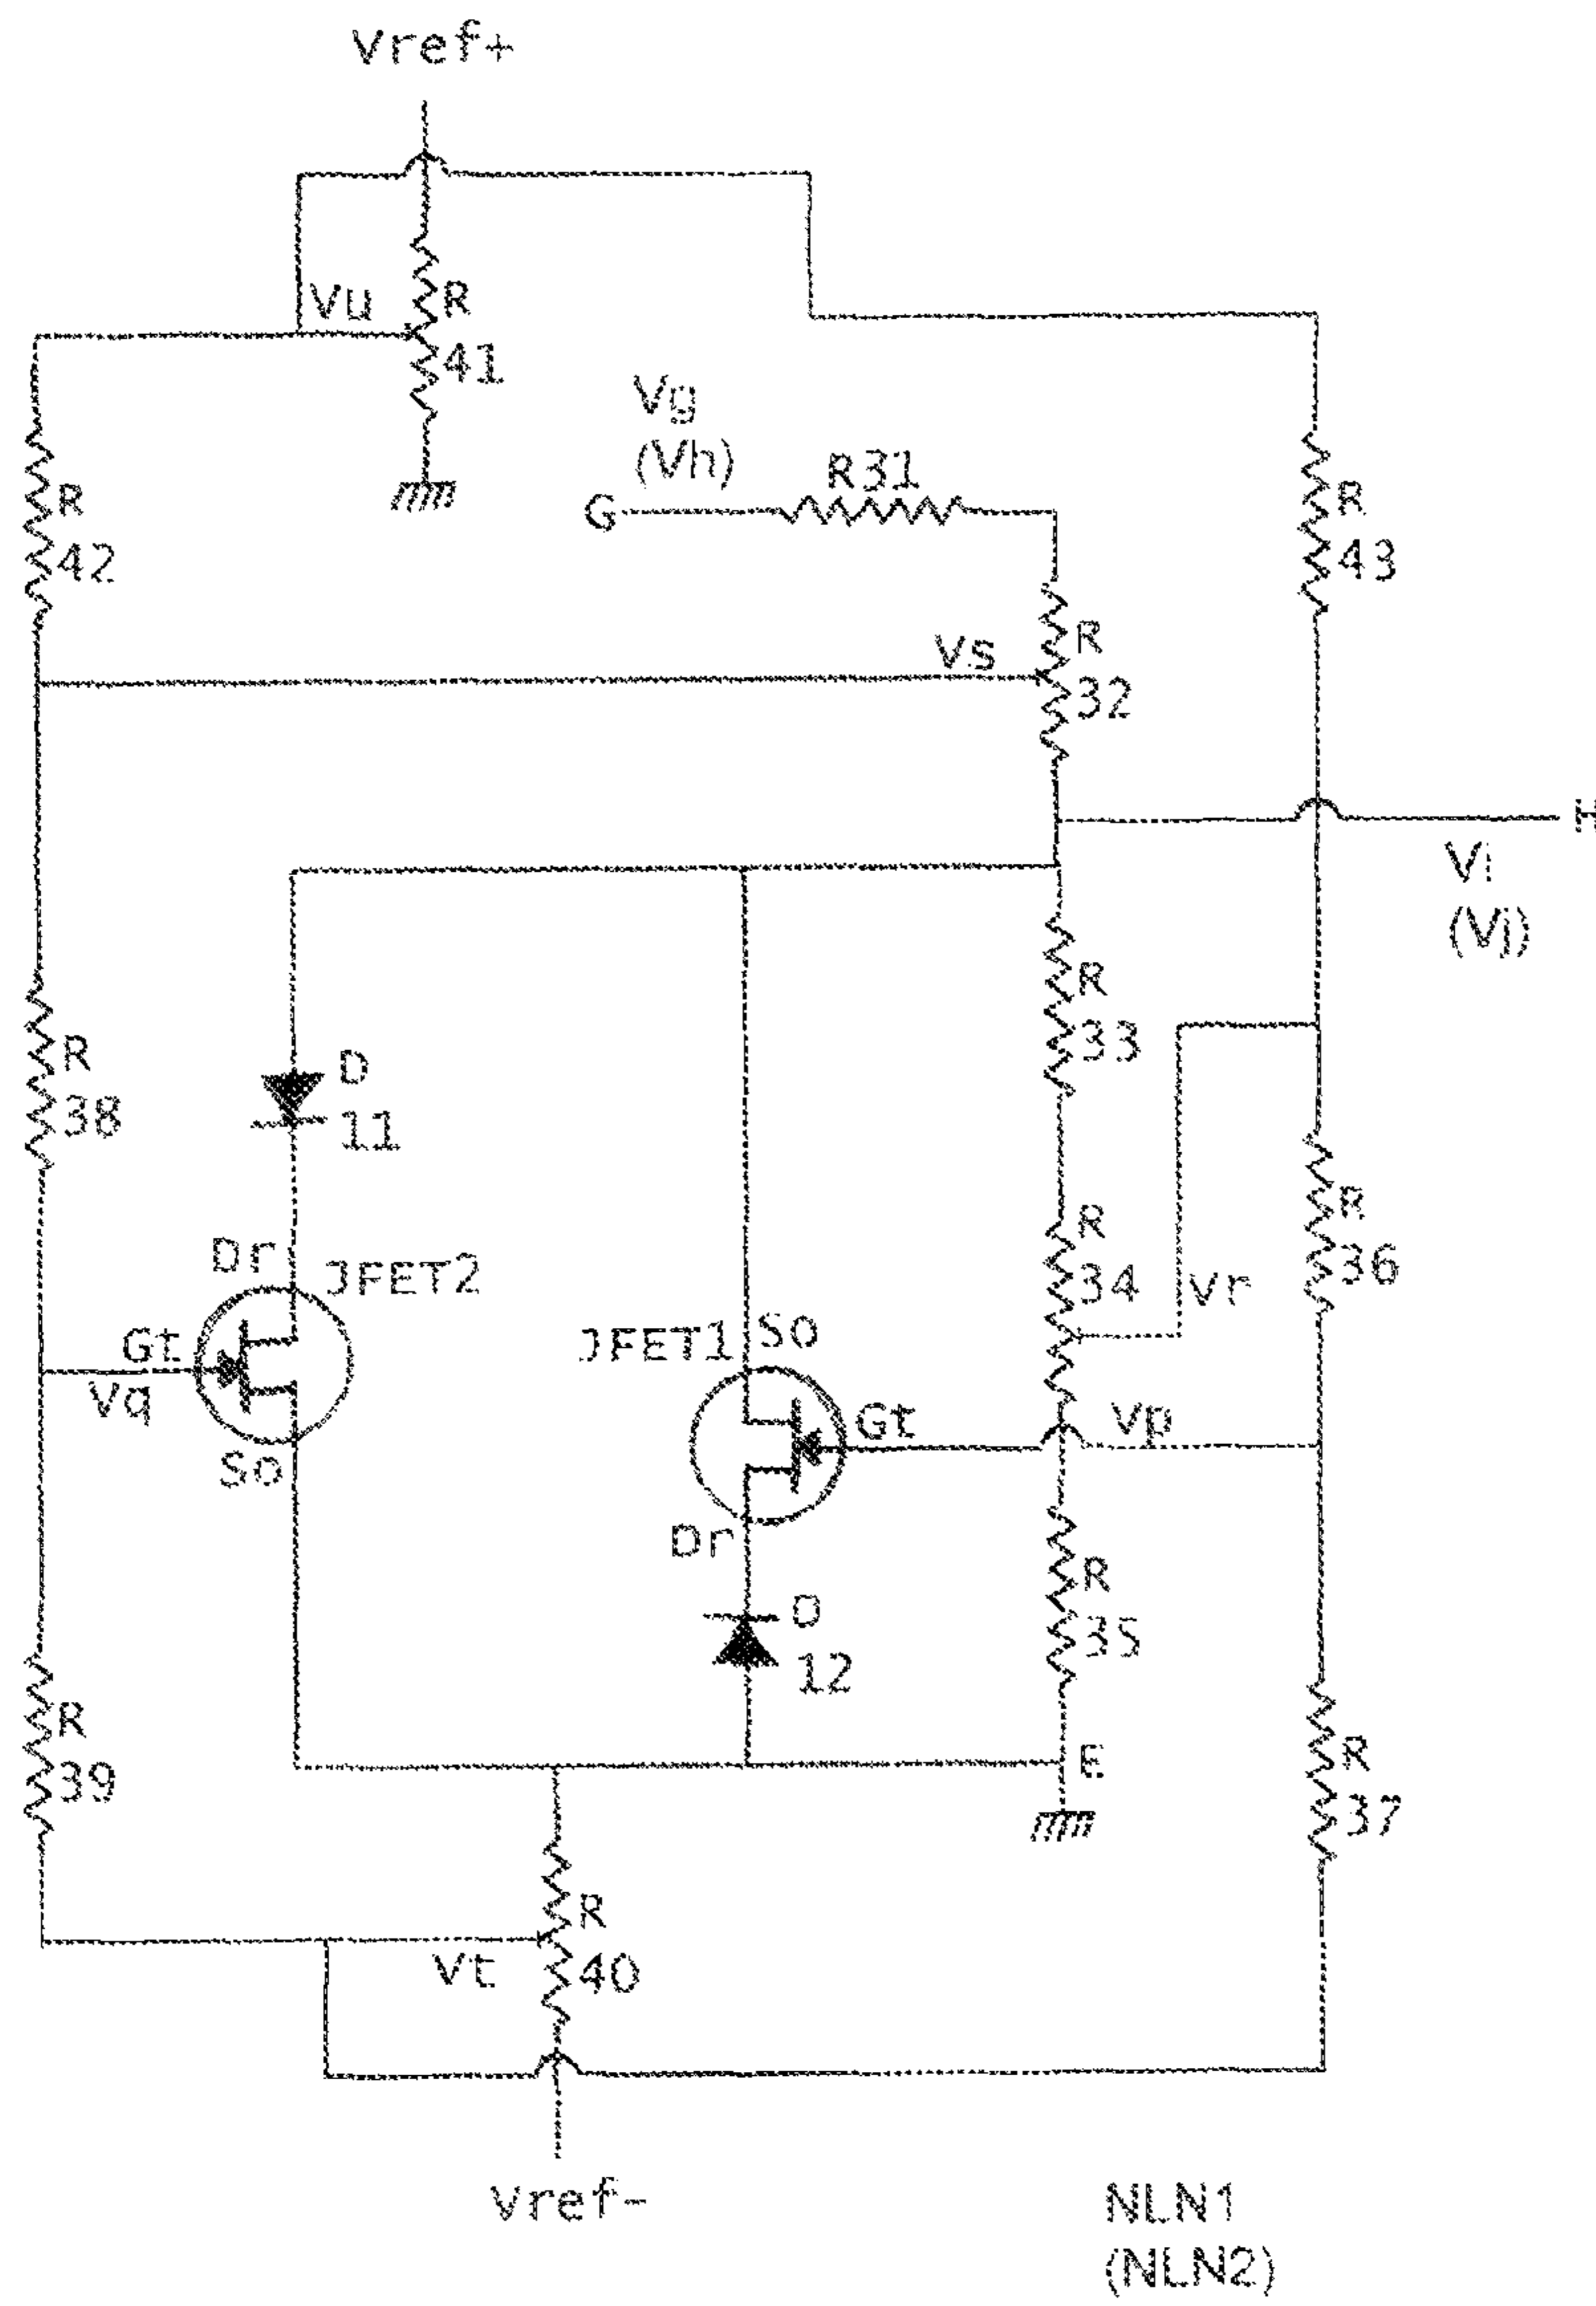 Vref+
Vu
R
41
Vg
(Vh)
G
R31
R
42
R
43
Vs
R
32
H
Vi
(Vj)
R
33
D
11
R
38
Dr
JFET2
R
34
Vr
R
36
Gt
Vq
So
JFET1
So
Gt
Vp
Dr
R
35
D
12
R
39
E
R
37
Vt
R
40
Vref-
NLN1
(NLN2)